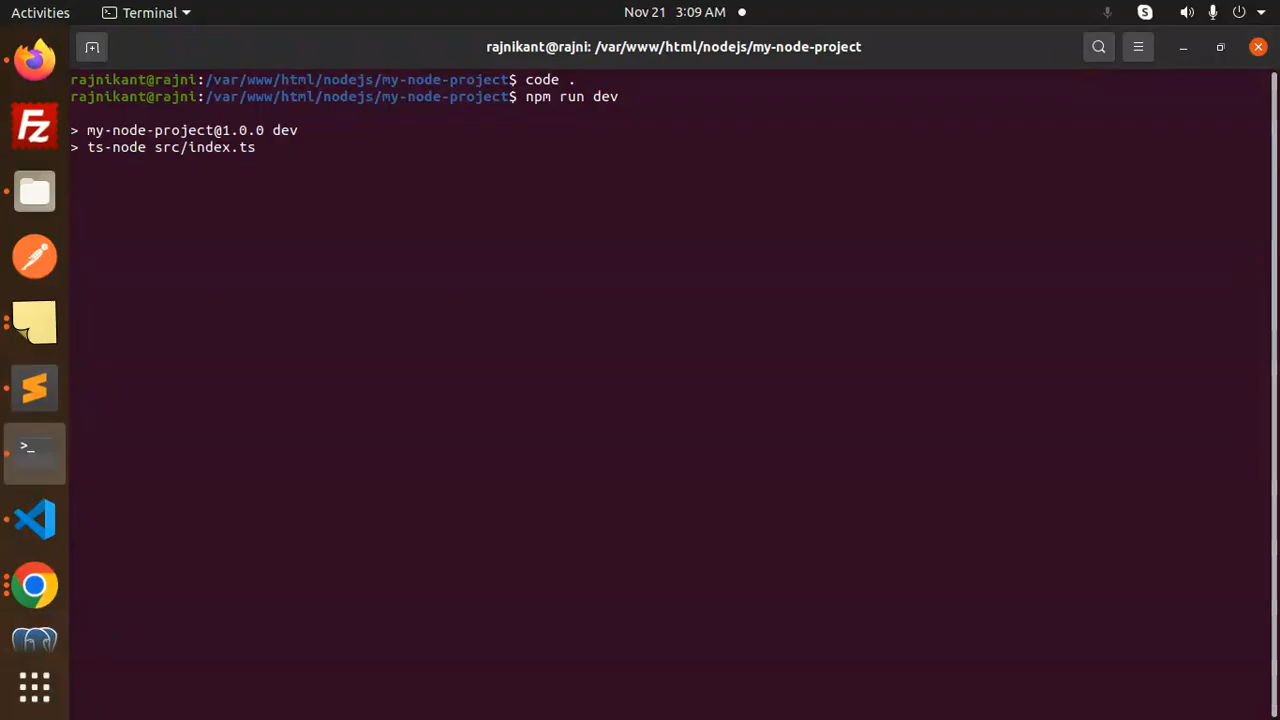 Activities
Terminal
Nov 21 3:09 AM
rajnikant@rajni: /var/www/html/nodejs/my-node-project
rajnikant@rajni:/var/www/html/nodejs/my-node-project$ code .
rajnikant@rajni:/var/www/html/nodejs/my-node-project$ npm run dev
> my-node-project@1.0.0 dev
> ts-node src/index.ts